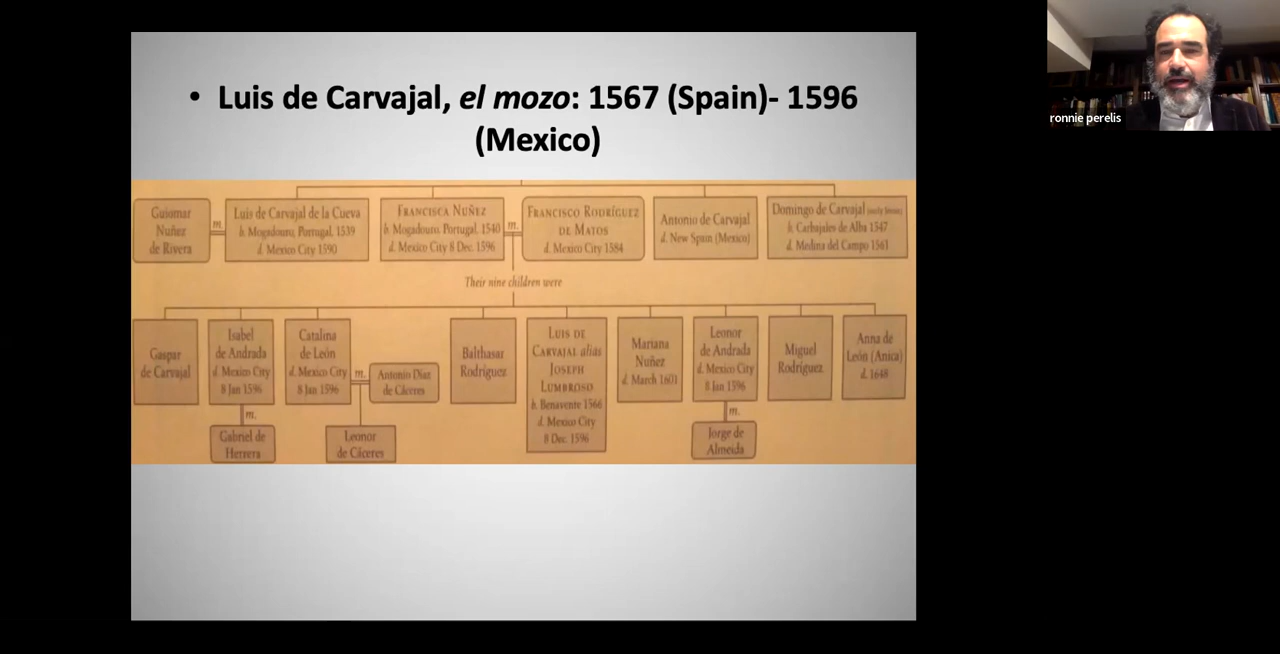 • Luis de Carvajal, el mozo: 1567 (Spain)- 1596
(Mexico)
Guiomar
Nuñez
de Rivera
m
Luis de Carvajal de la Cueva
b. Mogadouro, Portugal, 1539
d. Mexico City 1590
FRANCISCA NUÑEZ
b. Mogadouro, Portugal, 1540
d. Mexico City 8 Dec. 1596
m.
FRANCISCO RODRÍGUEZ
DE MATOS
d. Mexico City 1584
Antonio de Carvajal
d. New Spain (Mexico)
Domingo de Carvajal
b. Carbajales de Alba 1547
d. Medina del Campo 1561
Their nine children were
Gaspar
de Carvajal
Isabel
de Andrada
d. Mexico City
8 Jan 1596
m.
Gabriel de
Herrera
Catalina
de León
d. Mexico City
8 Jan 1596
m.
Antonio Díaz
de Cáceres
Leonor
de Cáceres
Balthasar
Rodríguez
LUIS DE
CARVAJAL alias
JOSEPH
LUMBROSO
b. Benavente 1566
d. Mexico City
8 Dec. 1596
Mariana
Nuñez
d. March 1601
Leonor
de Andrada
d. Mexico City
8 Jan 1596
m.
Jorge de
Almeida
Miguel
Rodríguez
Anna de
León (Anica)
d. 1648
ronnie perelis